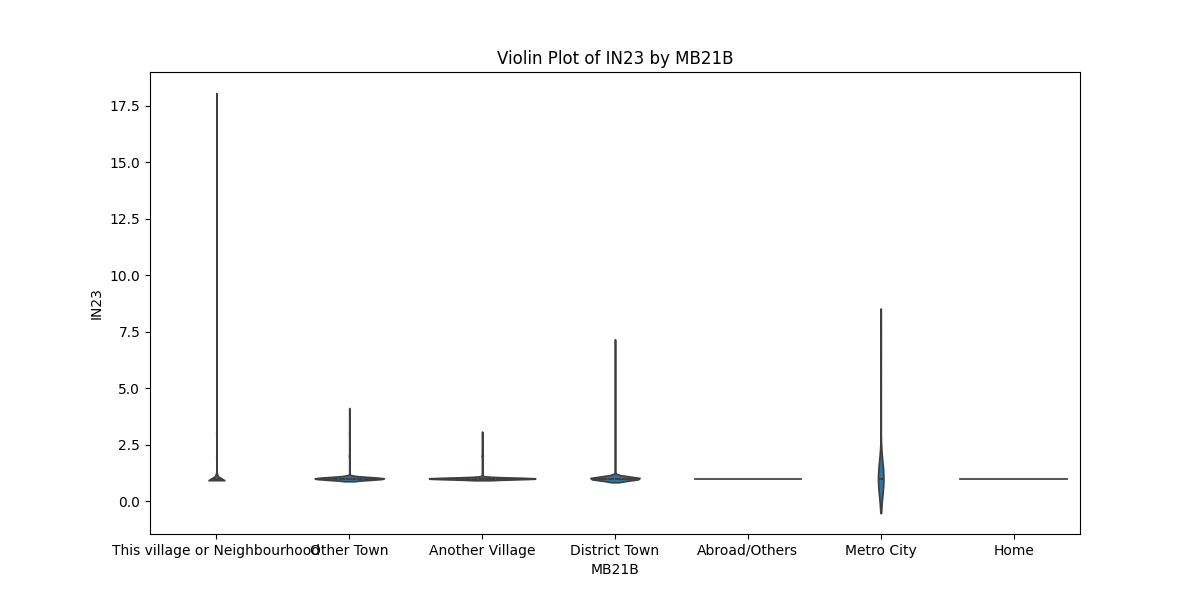 Violin Plot of IN23 by MB21B
17.5
15.0
12.5
10.0
7.5
5.0
2.5
0.0
IN23
This village or Neighbourhood Other Town Another Village District Town Abroad/Others Metro City Home
MB21B